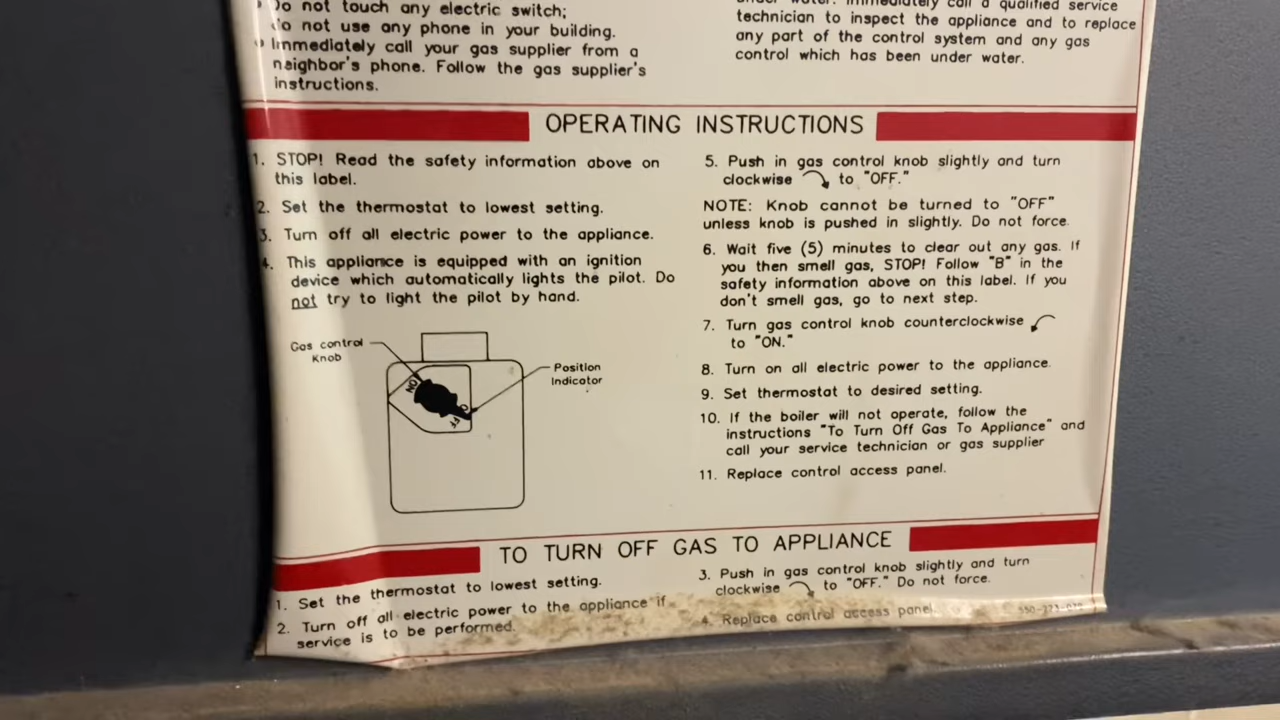 Do not touch any electric switch;
do not use any phone in your building.
Immediately call your gas supplier from a
neighbor's phone. Follow the gas supplier's
instructions.
under water. Immediately call a qualified service
technician to inspect the appliance and to replace
any part of the control system and any gas
control which has been under water.
OPERATING INSTRUCTIONS
1. STOP! Read the safety information above on
this label.
2. Set the thermostat to lowest setting.
3. Turn off all electric power to the appliance.
4. This appliance is equipped with an ignition
device which automatically lights the pilot. Do
not try to light the pilot by hand.
Gas control
Knob
ON
OFF
Position
Indicator
5. Push in gas control knob slightly and turn
clockwise to "OFF."
NOTE: Knob cannot be turned to "OFF"
unless knob is pushed in slightly. Do not force.
6. Wait five (5) minutes to clear out any gas. If
you then smell gas, STOP! Follow "B" in the
safety information above on this label. If you
don't smell gas, go to next step.
7. Turn gas control knob counterclockwise
to "ON."
8. Turn on all electric power to the appliance.
9. Set thermostat to desired setting.
10. If the boiler will not operate, follow the
instructions "To Turn Off Gas To Appliance" and
call your service technician or gas supplier
11. Replace control access panel.
TO TURN OFF GAS TO APPLIANCE
1. Set the thermostat to lowest setting.
2. Turn off all electric power to the appliance if
service is to be performed.
3. Push in gas control knob slightly and turn
clockwise to "OFF." Do not force.
4. Replace control access panel.